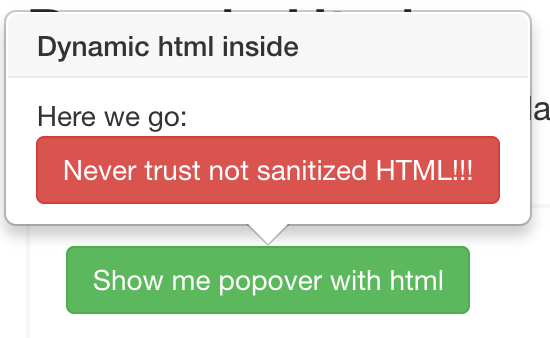 Dynamic html inside
Here we go:
Never trust not sanitized HTML!!!
Show me popover with html